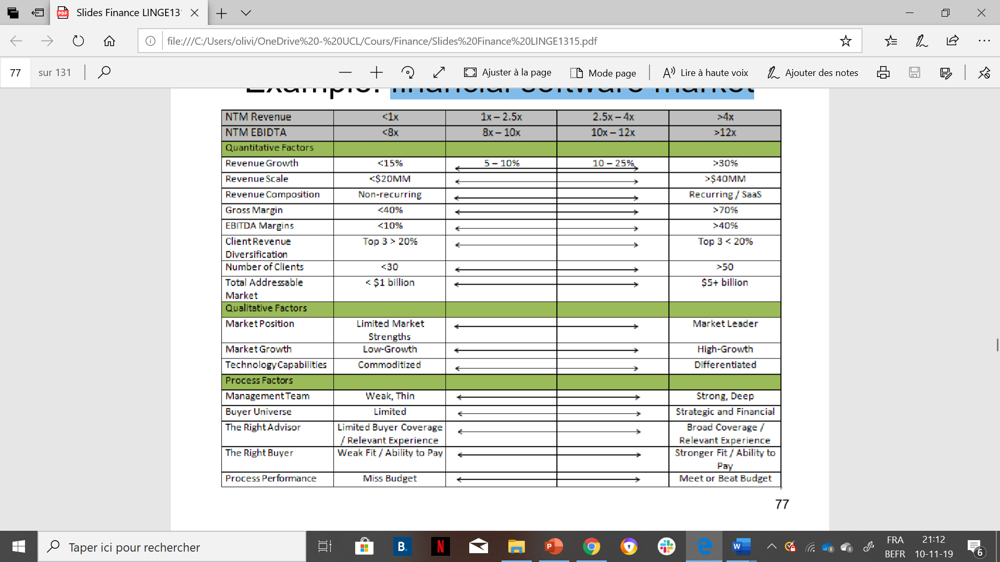 Slides Finance LINGE13
file:///C:/Users/olivi/OneDrive%20-%20UCL/Cours/Finance/Slides%20Finance%20LINGE1315.pdf
77 sur 131 Ajuster à la page Mode page Lire à haute voix Ajouter des notes
Example: financial software market
NTM Revenue <1x 1x – 2.5x 2.5x – 4x >4x
NTM EBIDTA <8x 8x – 10x 10x – 12x >12x
Quantitative Factors
Revenue Growth <15% 5 – 10% 10 – 25% >30%
Revenue Scale <$20MM >$40MM
Revenue Composition Non-recurring Recurring / SaaS
Gross Margin <40% >70%
EBITDA Margins <10% >40%
Client Revenue Top 3 > 20% Top 3 < 20%
Diversification
Number of Clients <30 >50
Total Addressable < $1 billion $5+ billion
Market
Qualitative Factors
Market Position Limited Market Market Leader
Strengths
Market Growth Low-Growth High-Growth
Technology Capabilities Commoditized Differentiated
Process Factors
Management Team Weak, Thin Strong, Deep
Buyer Universe Limited Strategic and Financial
The Right Advisor Limited Buyer Coverage Broad Coverage /
/ Relevant Experience Relevant Experience
The Right Buyer Weak Fit / Ability to Pay Stronger Fit / Ability to
Pay
Process Performance Miss Budget Meet or Beat Budget
77
Taper ici pour rechercher
FRA 21:12
BEFR 10-11-19
6